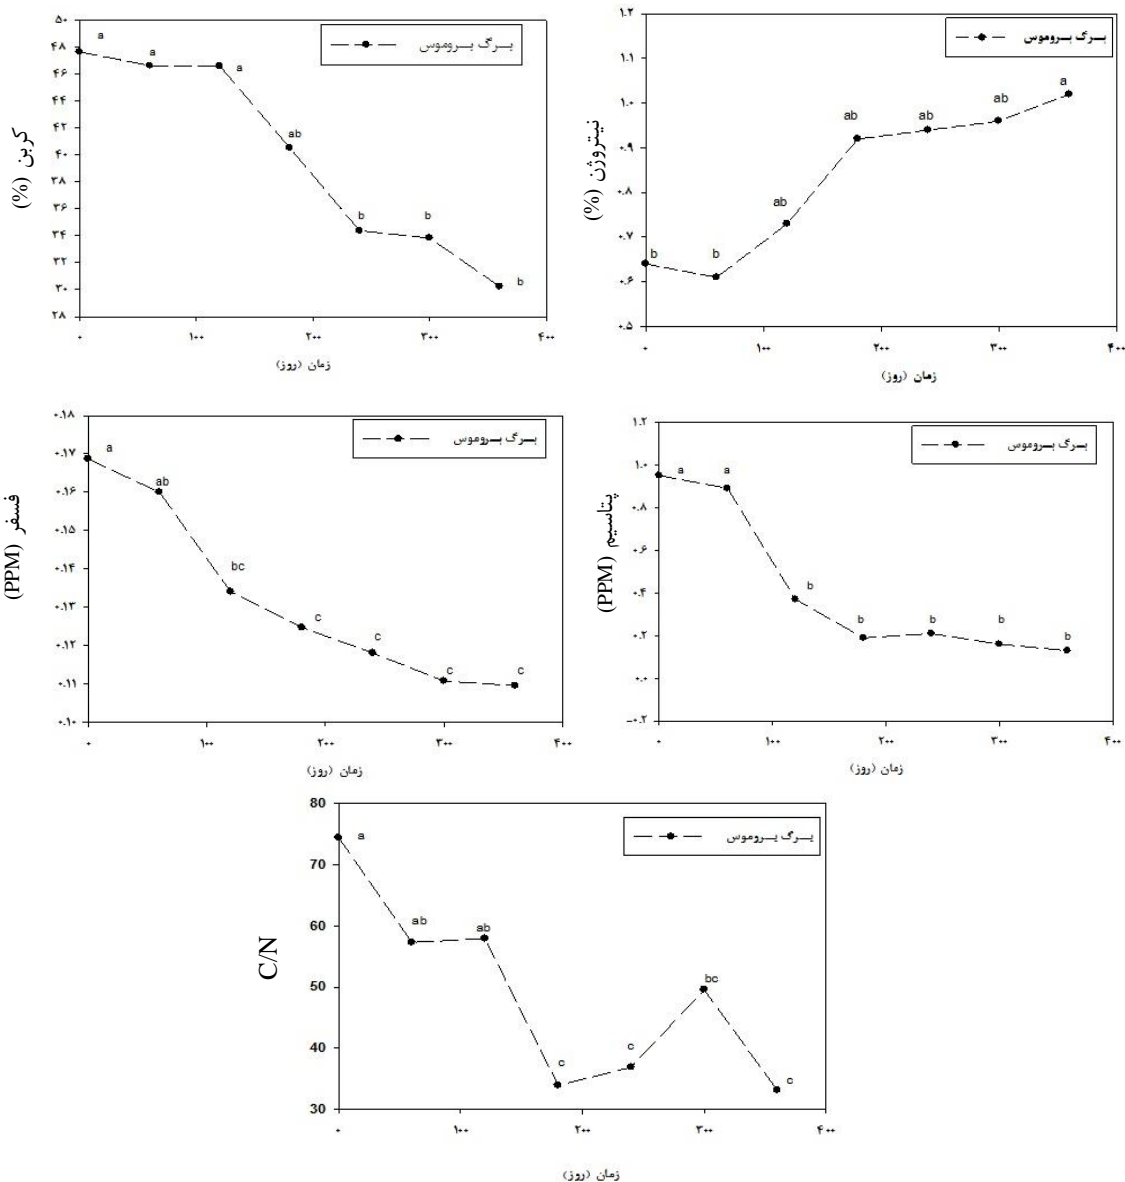 برگ بروموس
۵۰
۴۸
۴۶
۴۴
۴۲
۴۰
۳۸
۳۶
۳۴
۳۲
۳۰
۲۸
کربن (%)
a
a
a
ab
b
b
b
۰ ۱۰۰ ۲۰۰ ۳۰۰ ۴۰۰
زمان (روز)
برگ بروموس
۱.۲
۱.۱
۱.۰
۰.۹
۰.۸
۰.۷
۰.۶
۰.۵
نیتروژن (%)
b
b
ab
ab
ab
ab
a
۰ ۱۰۰ ۲۰۰ ۳۰۰ ۴۰۰
زمان (روز)
برگ بروموس
۰.۱۸
۰.۱۷
۰.۱۶
۰.۱۵
۰.۱۴
۰.۱۳
۰.۱۲
۰.۱۱
۰.۱۰
فسفر (PPM)
a
ab
bc
c
c
c
c
۰ ۱۰۰ ۲۰۰ ۳۰۰ ۴۰۰
زمان (روز)
برگ بروموس
۱.۲
۱.۰
۰.۸
۰.۶
۰.۴
۰.۲
۰.۰
-۰.۲
پتاسیم (PPM)
a
a
b
b
b
b
b
۰ ۱۰۰ ۲۰۰ ۳۰۰ ۴۰۰
زمان (روز)
برگ بروموس
80
70
60
50
40
30
C/N
a
ab
ab
c
c
bc
c
۰ ۱۰۰ ۲۰۰ ۳۰۰ ۴۰۰
زمان (روز)